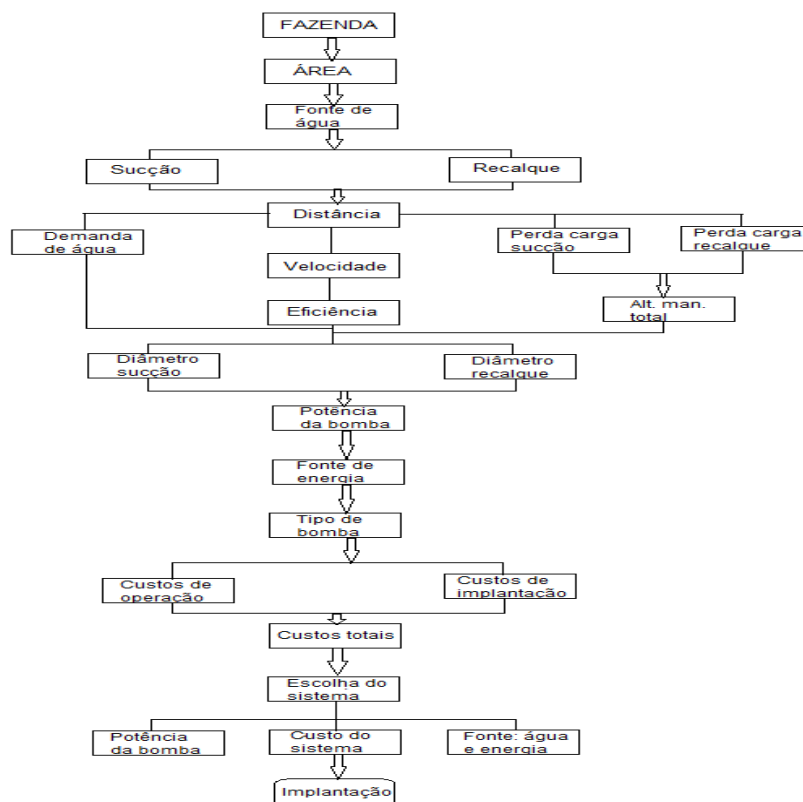 FAZENDA
ÁREA
Fonte de
água
Sucção
Recalque
Distância
Demanda
de água
Perda carga
sucção
Perda carga
recalque
Velocidade
Eficiência
Alt. man.
total
Diâmetro
sucção
Diâmetro
recalque
Potência
da bomba
Fonte de
energia
Tipo de
bomba
Custos de
operação
Custos de
implantação
Custos totais
Escolha do
sistema
Potência
da bomba
Custo do
sistema
Fonte: água
e energia
Implantação